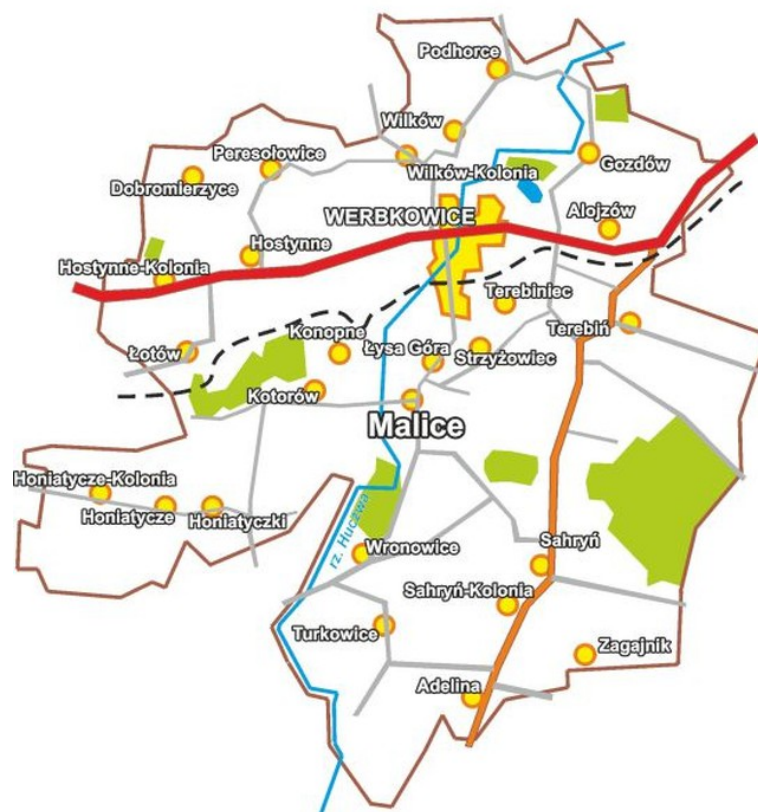 Podhorce
Wilków
Peresołowice
Wilków-Kolonia
Gozdów
Dobromierzyce
WERBKOWICE
Alojzów
Hostynne
Hostynne-Kolonia
Terebiniec
Konopne
Terebiń
Łotów
Łysa Góra
Strzyżowiec
Kotorów
Malice
Honiatycze-Kolonia
Honiatycze
Honiatyczki
rz. Huczwa
Wronowice
Sahryń
Sahryń-Kolonia
Turkowice
Zagajnik
Adelina